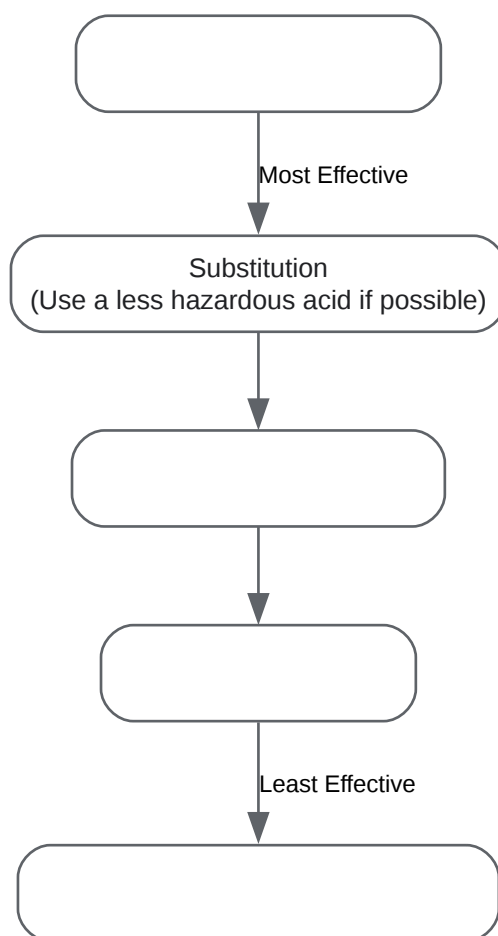 Most Effective
Substitution
(Use a less hazardous acid if possible)
Least Effective